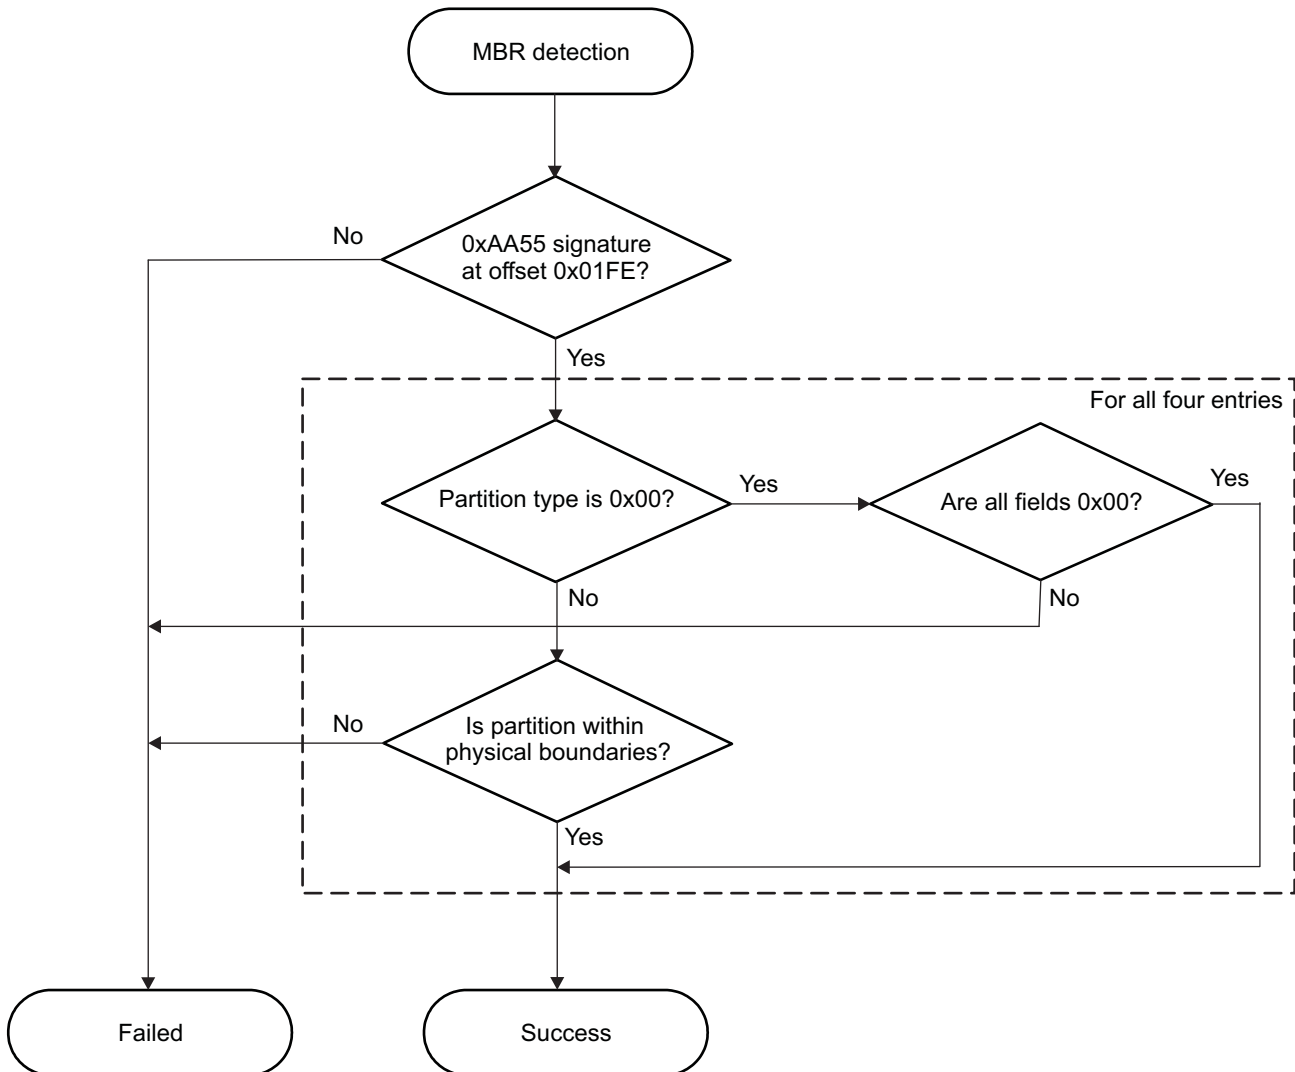 MBR detection
No
0xAA55 signature
at offset 0x01FE?
Yes
For all four entries
Partition type is 0x00?
Yes
Are all fields 0x00?
Yes
No
No
No
Is partition within
physical boundaries?
Yes
Failed
Success